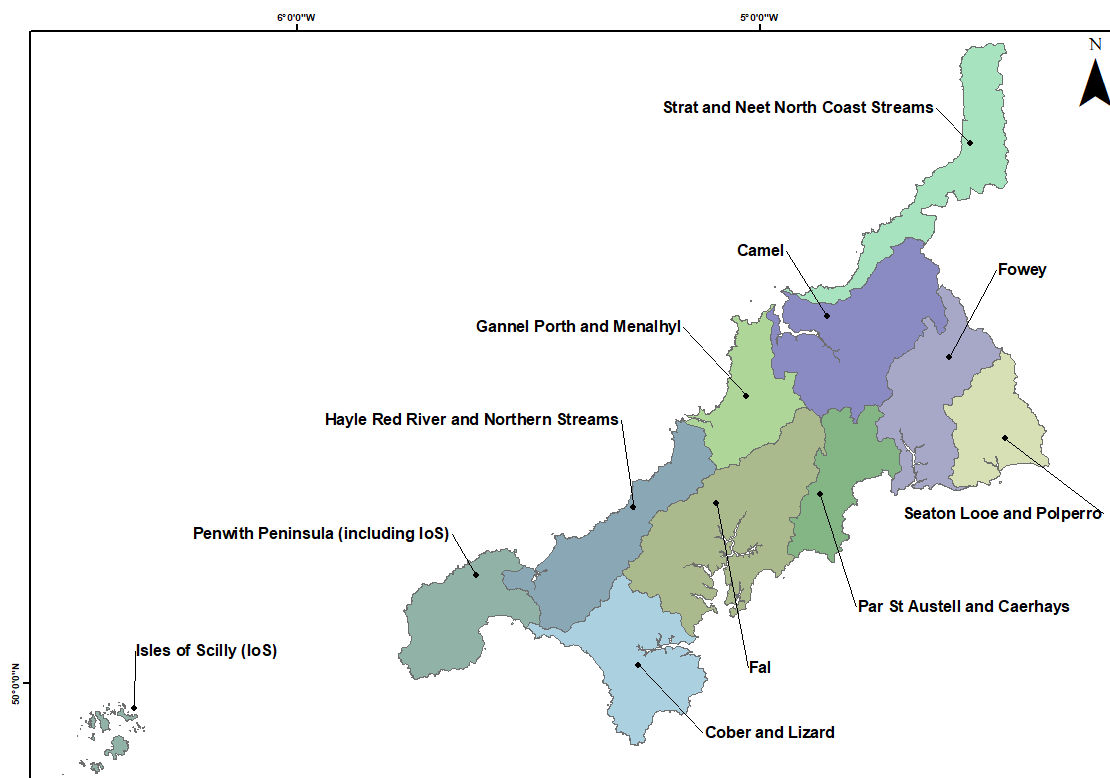 6°0'0"W
5°0'0"W
N
Strat and Neet North Coast Streams
Camel
Fowey
Gannel Porth and Menalhyl
Hayle Red River and Northern Streams
Seaton Looe and Polperro
Penwith Peninsula (including IoS)
Par St Austell and Caerhays
Isles of Scilly (IoS)
Fal
50°0'0"N
Cober and Lizard